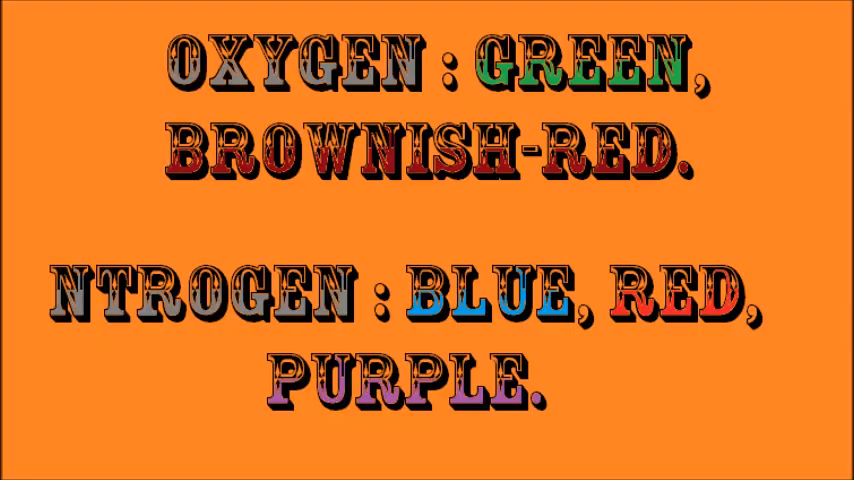 OXYGEN : GREEN,
BROWNISH-RED.
NTROGEN : BLUE, RED,
PURPLE.